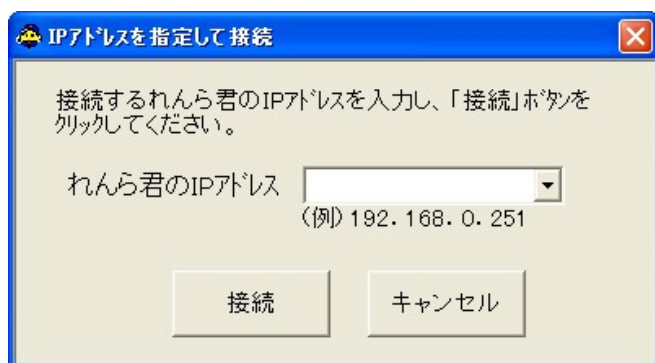 IPｱﾄﾞﾚｽを指定して接続
接続するれんら君のIPｱﾄﾞﾚｽを入力し、「接続」ﾎﾞﾀﾝを
ｸﾘｯｸしてください。
れんら君のIPｱﾄﾞﾚｽ
(例) 192.168.0.251
接続 キャンセル